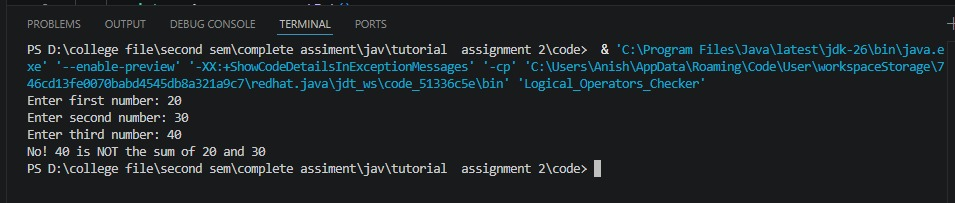 PROBLEMS OUTPUT DEBUG CONSOLE TERMINAL PORTS
PS D:\college file\second sem\complete assiment\jav\tutorial  assignment 2\code>  & 'C:\Program Files\Java\latest\jdk-26\bin\java.e
xe' '--enable-preview' '-XX:+ShowCodeDetailsInExceptionMessages' '-cp' 'C:\Users\Anish\AppData\Roaming\Code\User\workspaceStorage\7
46cd13fe0070babd4545db8a321a9c7\redhat.java\jdt_ws\code_51336c5e\bin' 'Logical_Operators_Checker'
Enter first number: 20
Enter second number: 30
Enter third number: 40
No! 40 is NOT the sum of 20 and 30
PS D:\college file\second sem\complete assiment\jav\tutorial  assignment 2\code>